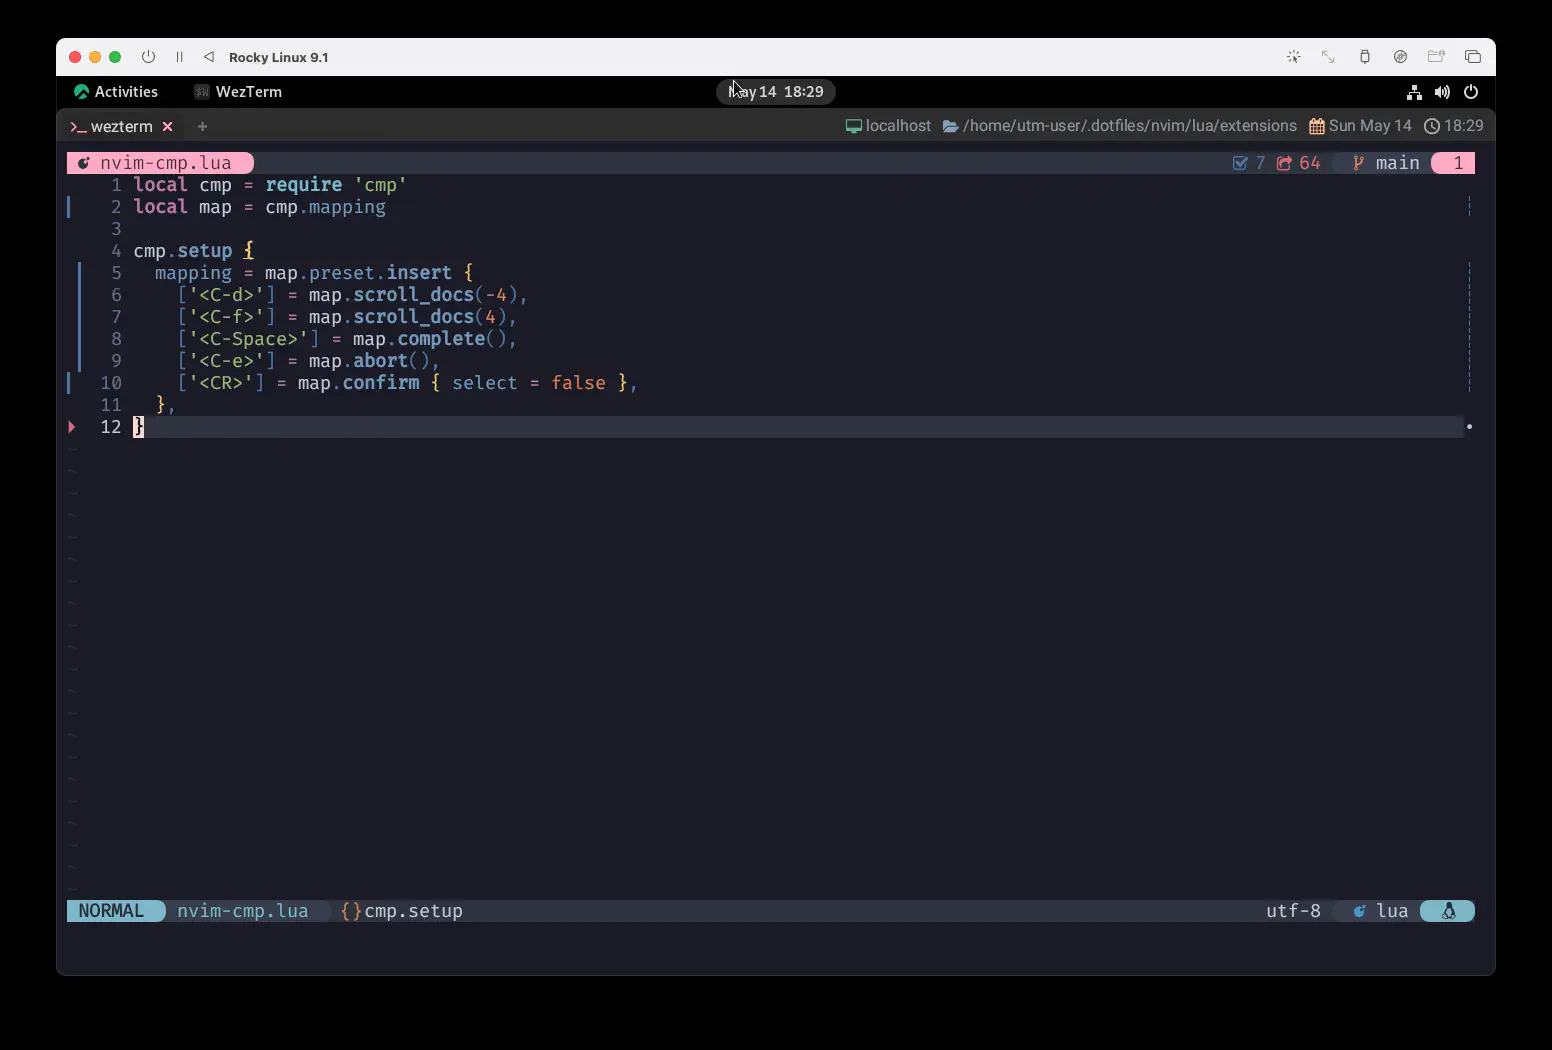 Rocky Linux 9.1
Activities WezTerm May 14 18:29
>_ wezterm × + localhost /home/utm-user/.dotfiles/nvim/lua/extensions Sun May 14 18:29
nvim-cmp.lua 7 64 main 1
1 local cmp = require 'cmp'
2 local map = cmp.mapping
3
4 cmp.setup {
5 mapping = map.preset.insert {
6 ['<C-d>'] = map.scroll_docs(-4),
7 ['<C-f>'] = map.scroll_docs(4),
8 ['<C-Space>'] = map.complete(),
9 ['<C-e>'] = map.abort(),
10 ['<CR>'] = map.confirm { select = false },
11 },
12 }
NORMAL nvim-cmp.lua {}cmp.setup utf-8 lua